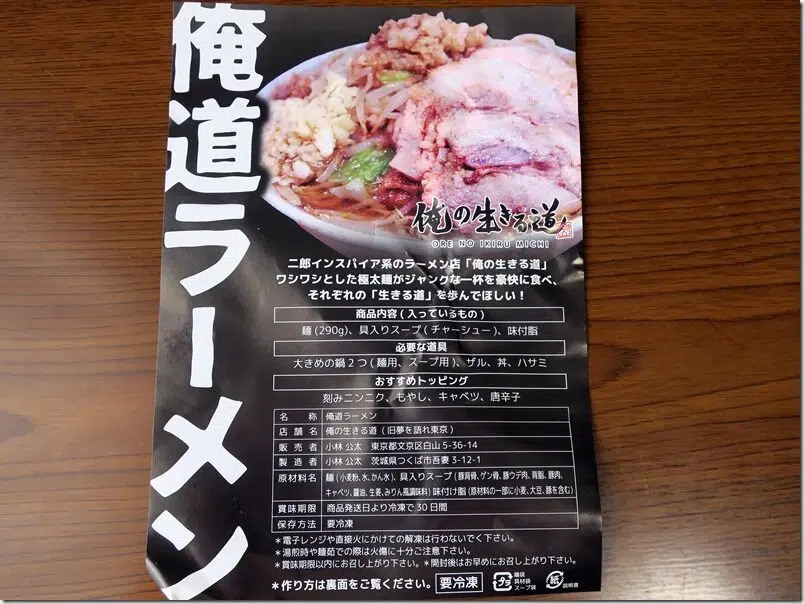 俺道ラーメン
俺の生きる道
ORE NO IKIRU MICHI
二郎インスパイア系のラーメン店「俺の生きる道」
ワシワシとした極太麺がジャンクな一杯を豪快に食べ、
それぞれの「生きる道」を歩んでほしい！
商品内容(入っているもの)
麺(290g)、具入りスープ(チャーシュー)、味付脂
必要な道具
大きめの鍋2つ(麺用、スープ用)、ザル、丼、ハサミ
おすすめトッピング
刻みニンニク、もやし、キャベツ、唐辛子
名 称 俺道ラーメン
店舗名 俺の生きる道 (旧夢を語れ東京)
販売者 小林 公太 東京都文京区白山5-36-14
製造者 小林 公太 茨城県つくば市吾妻3-12-1
原材料名 麺(小麦粉、水、かん水)、具入りスープ(豚背骨、ゲン骨、豚ウデ肉、背脂、豚肉、
キャベツ、醤油、生姜、みりん風調味料) 味付け脂 (原材料の一部に小麦、大豆、豚を含む)
賞味期限 商品発送日より冷凍で30日間
保存方法 要冷凍
＊電子レンジや直接火にかけての解凍は行わないで下さい。
＊湯煎時や麺茹での際は火傷に十分ご注意下さい。
＊賞味期限以内にお召し上がり下さい。＊開封後はお早めにお召し上がり下さい。
＊作り方は裏面をご覧ください。 要冷凍
プラ 麺袋
具材袋
スープ袋
紙 説明書